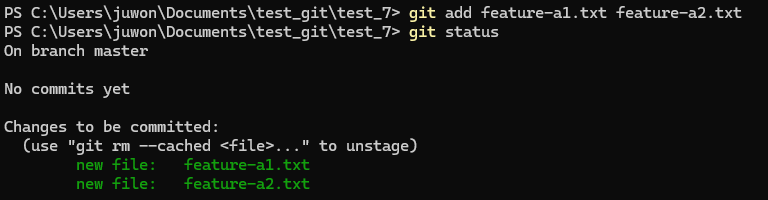 PS C:\Users\juwon\Documents\test_git\test_7> git add feature-a1.txt feature-a2.txt
PS C:\Users\juwon\Documents\test_git\test_7> git status
On branch master

No commits yet

Changes to be committed:
  (use "git rm --cached <file>..." to unstage)
        new file:   feature-a1.txt
        new file:   feature-a2.txt